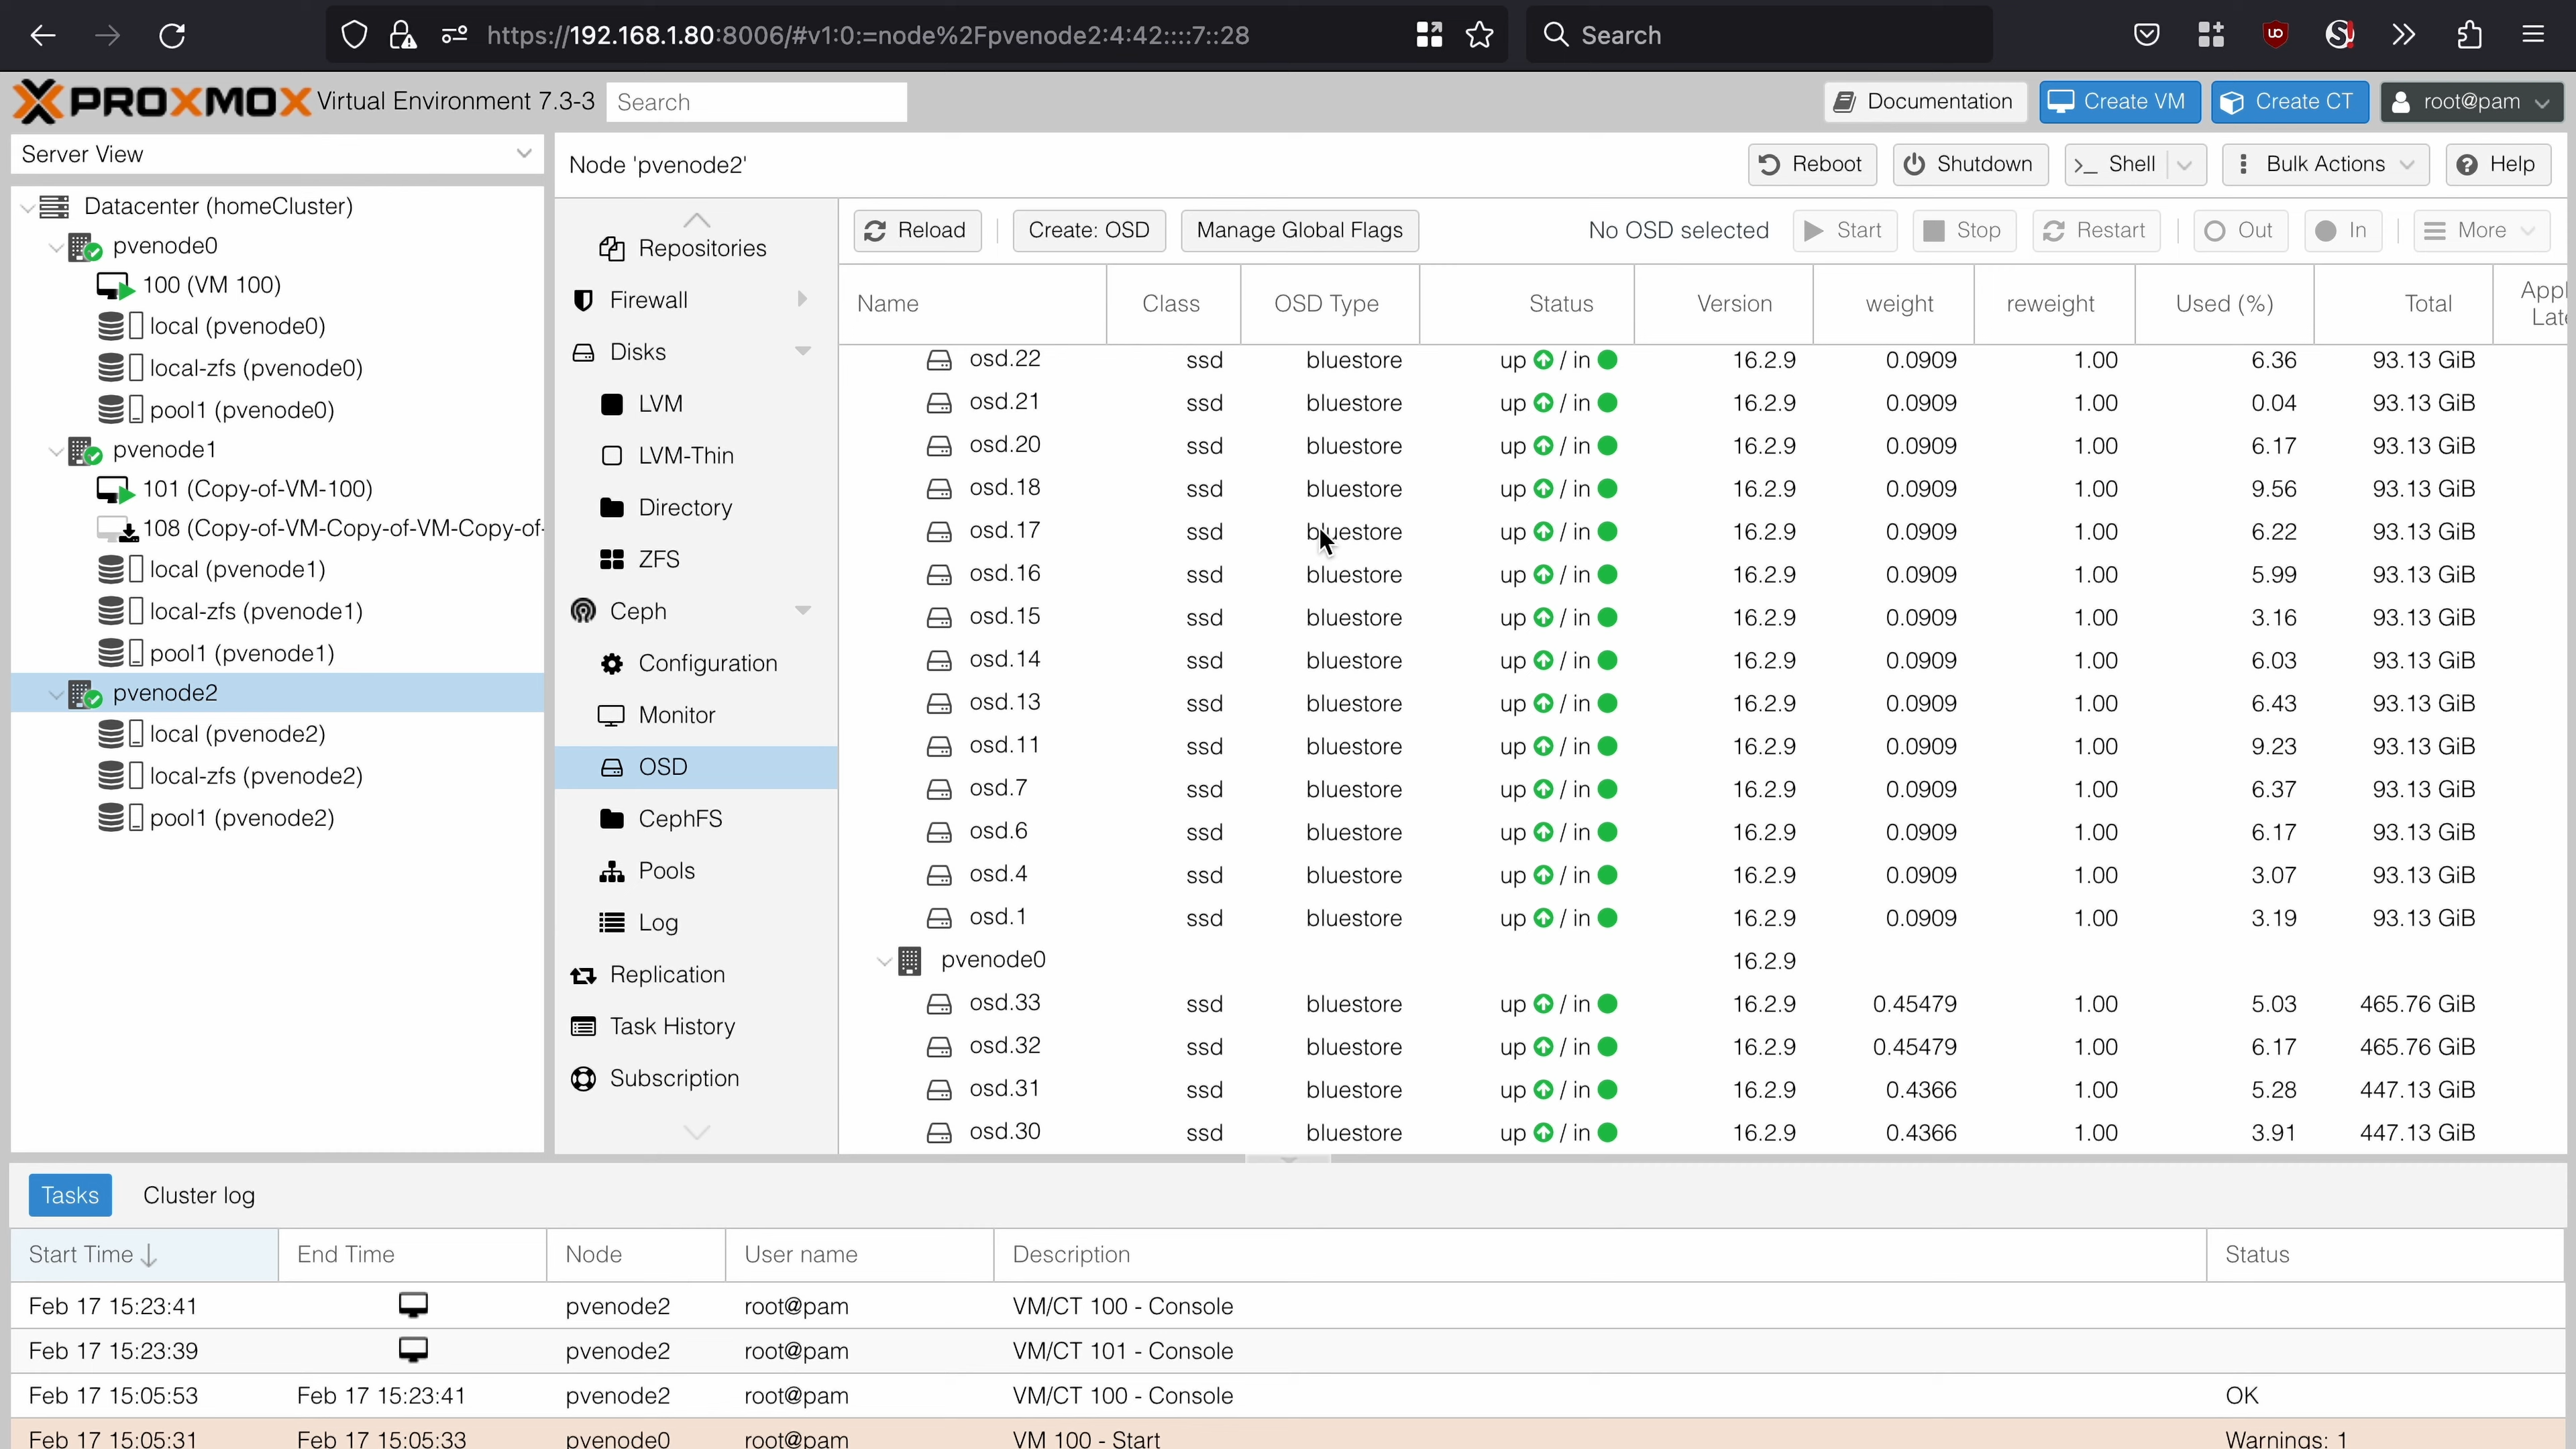 https://192.168.1.80:8006/#v1:0:=node%2Fpvenode2:4:42::::7::28
Search
PROXMOX Virtual Environment 7.3-3
Search
Documentation
Create VM
Create CT
root@pam
Server View
Datacenter (homeCluster)
pvenode0
100 (VM 100)
local (pvenode0)
local-zfs (pvenode0)
pool1 (pvenode0)
pvenode1
101 (Copy-of-VM-100)
108 (Copy-of-VM-Copy-of-VM-Copy-of-
local (pvenode1)
local-zfs (pvenode1)
pool1 (pvenode1)
pvenode2
local (pvenode2)
local-zfs (pvenode2)
pool1 (pvenode2)
Node 'pvenode2'
Reboot
Shutdown
Shell
Bulk Actions
Help
Repositories
Firewall
Disks
LVM
LVM-Thin
Directory
ZFS
Ceph
Configuration
Monitor
OSD
CephFS
Pools
Log
Replication
Task History
Subscription
Reload
Create: OSD
Manage Global Flags
No OSD selected
Start
Stop
Restart
Out
In
More
Name Class OSD Type Status Version weight reweight Used (%) Total
osd.22 ssd bluestore up / in 16.2.9 0.0909 1.00 6.36 93.13 GiB
osd.21 ssd bluestore up / in 16.2.9 0.0909 1.00 0.04 93.13 GiB
osd.20 ssd bluestore up / in 16.2.9 0.0909 1.00 6.17 93.13 GiB
osd.18 ssd bluestore up / in 16.2.9 0.0909 1.00 9.56 93.13 GiB
osd.17 ssd bluestore up / in 16.2.9 0.0909 1.00 6.22 93.13 GiB
osd.16 ssd bluestore up / in 16.2.9 0.0909 1.00 5.99 93.13 GiB
osd.15 ssd bluestore up / in 16.2.9 0.0909 1.00 3.16 93.13 GiB
osd.14 ssd bluestore up / in 16.2.9 0.0909 1.00 6.03 93.13 GiB
osd.13 ssd bluestore up / in 16.2.9 0.0909 1.00 6.43 93.13 GiB
osd.11 ssd bluestore up / in 16.2.9 0.0909 1.00 9.23 93.13 GiB
osd.7 ssd bluestore up / in 16.2.9 0.0909 1.00 6.37 93.13 GiB
osd.6 ssd bluestore up / in 16.2.9 0.0909 1.00 6.17 93.13 GiB
osd.4 ssd bluestore up / in 16.2.9 0.0909 1.00 3.07 93.13 GiB
osd.1 ssd bluestore up / in 16.2.9 0.0909 1.00 3.19 93.13 GiB
pvenode0 16.2.9
osd.33 ssd bluestore up / in 16.2.9 0.45479 1.00 5.03 465.76 GiB
osd.32 ssd bluestore up / in 16.2.9 0.45479 1.00 6.17 465.76 GiB
osd.31 ssd bluestore up / in 16.2.9 0.4366 1.00 5.28 447.13 GiB
osd.30 ssd bluestore up / in 16.2.9 0.4366 1.00 3.91 447.13 GiB
Tasks
Cluster log
Start Time End Time Node User name Description Status
Feb 17 15:23:41 pvenode2 root@pam VM/CT 100 - Console
Feb 17 15:23:39 pvenode2 root@pam VM/CT 101 - Console
Feb 17 15:05:53 Feb 17 15:23:41 pvenode2 root@pam VM/CT 100 - Console OK
Feb 17 15:05:31 Feb 17 15:05:33 pvenode0 root@pam VM 100 - Start Warnings: 1